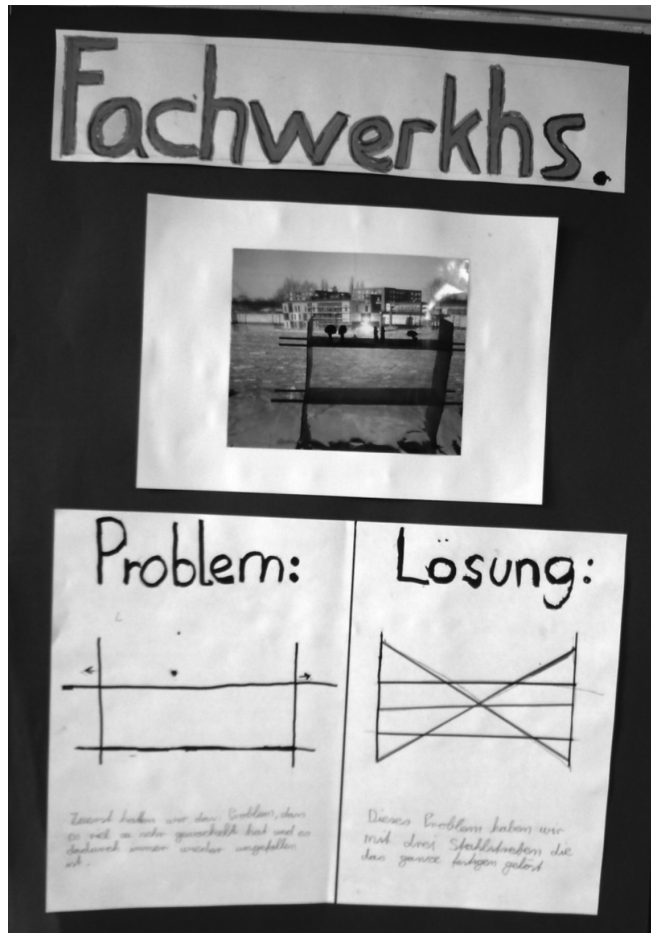 Fachwerkhs.
Problem:
Lösung:
Zuerst hatten wir das Problem, dass
es viel zu sehr gewackelt hat und es
dadurch immer wieder umgefallen
ist.
Dieses Problem haben wir
mit drei Stahlstreben die
das ganze festigen gelöst